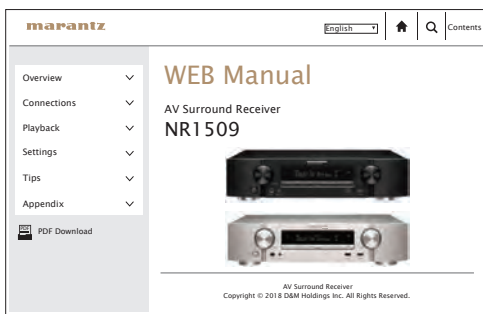 marantz
English
Contents
Overview
Connections
Playback
Settings
Tips
Appendix
PDF
PDF Download
WEB Manual
AV Surround Receiver
NR1509
AV Surround Receiver
Copyright © 2018 D&M Holdings Inc. All Rights Reserved.